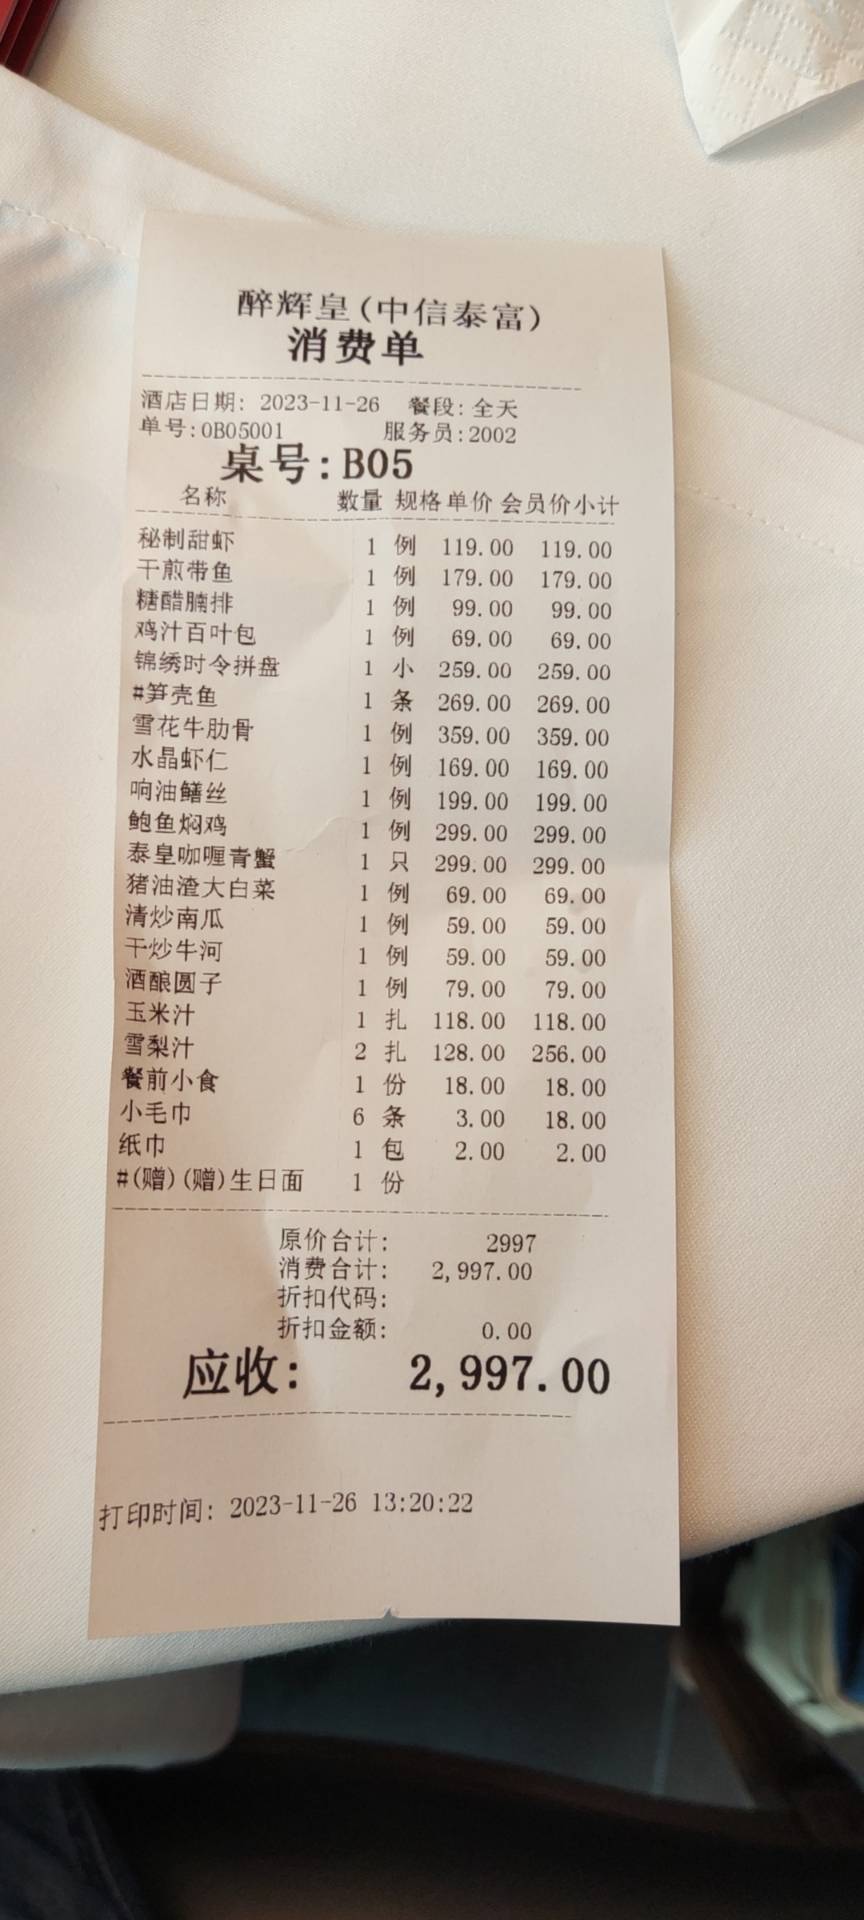 醉辉皇(中信泰富)
消费单
酒店日期: 2023-11-26 餐段:全天
单号:0B05001 服务员:2002
桌号:B05
名称 数量 规格 单价 会员价小计
秘制甜虾 1 例 119.00 119.00
干煎带鱼 1 例 179.00 179.00
糖醋腩排 1 例 99.00 99.00
鸡汁百叶包 1 例 69.00 69.00
锦绣时令拼盘 1 小 259.00 259.00
#笋壳鱼 1 条 269.00 269.00
雪花牛肋骨 1 例 359.00 359.00
水晶虾仁 1 例 169.00 169.00
响油鳝丝 1 例 199.00 199.00
鲍鱼焖鸡 1 例 299.00 299.00
泰皇咖喱青蟹 1 只 299.00 299.00
猪油渣大白菜 1 例 69.00 69.00
清炒南瓜 1 例 59.00 59.00
干炒牛河 1 例 59.00 59.00
酒酿圆子 1 例 79.00 79.00
玉米汁 1 扎 118.00 118.00
雪梨汁 2 扎 128.00 256.00
餐前小食 1 份 18.00 18.00
小毛巾 6 条 3.00 18.00
纸巾 1 包 2.00 2.00
#(赠)(赠)生日面 1 份
原价合计: 2997
消费合计: 2,997.00
折扣代码:
折扣金额: 0.00
应收: 2,997.00
打印时间: 2023-11-26 13:20:22